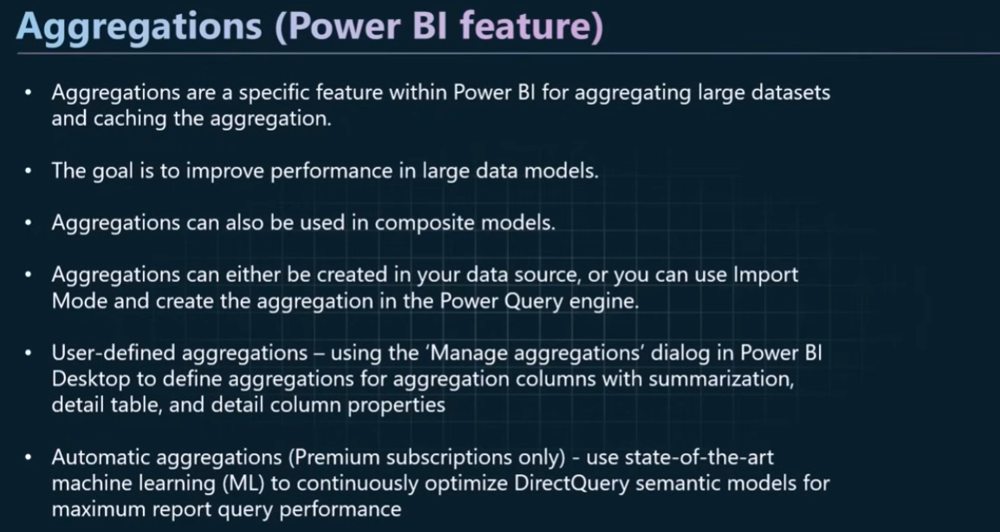 Aggregations (Power BI feature)
• Aggregations are a specific feature within Power BI for aggregating large datasets
and caching the aggregation.
• The goal is to improve performance in large data models.
• Aggregations can also be used in composite models.
• Aggregations can either be created in your data source, or you can use Import
Mode and create the aggregation in the Power Query engine.
• User-defined aggregations – using the ‘Manage aggregations’ dialog in Power BI
Desktop to define aggregations for aggregation columns with summarization,
detail table, and detail column properties
• Automatic aggregations (Premium subscriptions only) - use state-of-the-art
machine learning (ML) to continuously optimize DirectQuery semantic models for
maximum report query performance